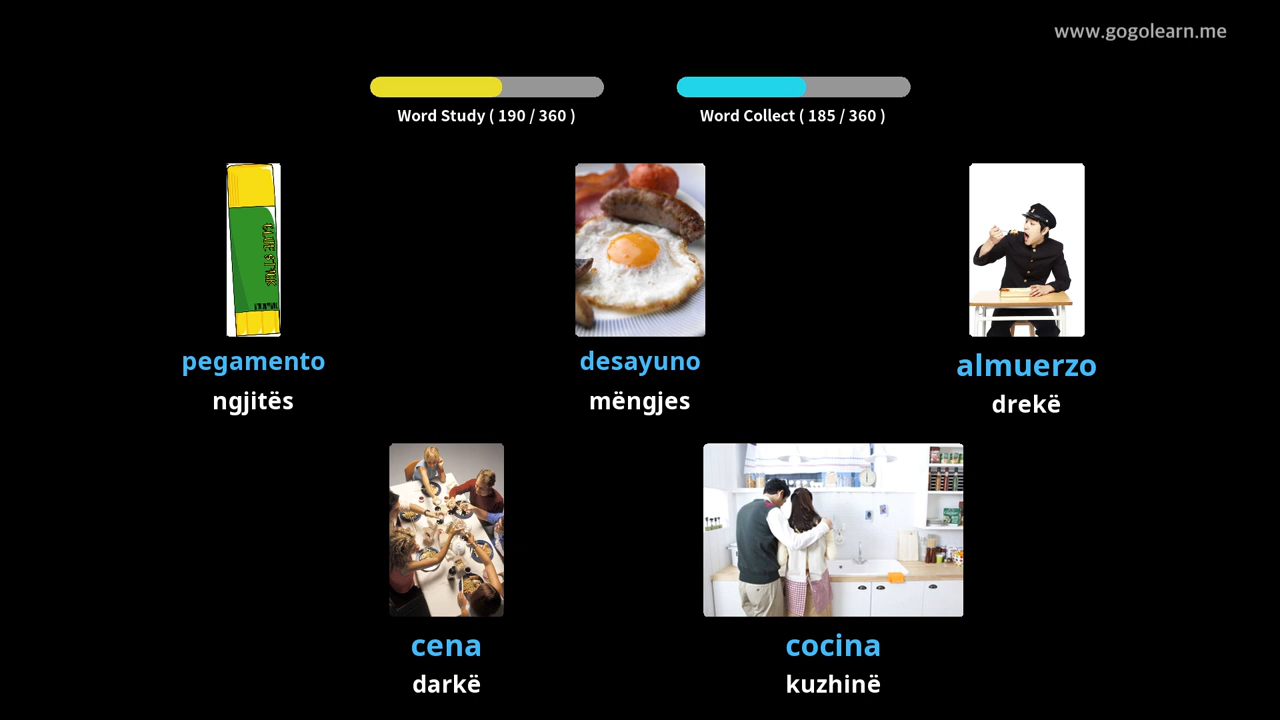 www.gogolearn.me
Word Study ( 190 / 360 )
Word Collect ( 185 / 360 )
pegamento
ngjitës
desayuno
mëngjes
almuerzo
drekë
cena
darkë
cocina
kuzhinë